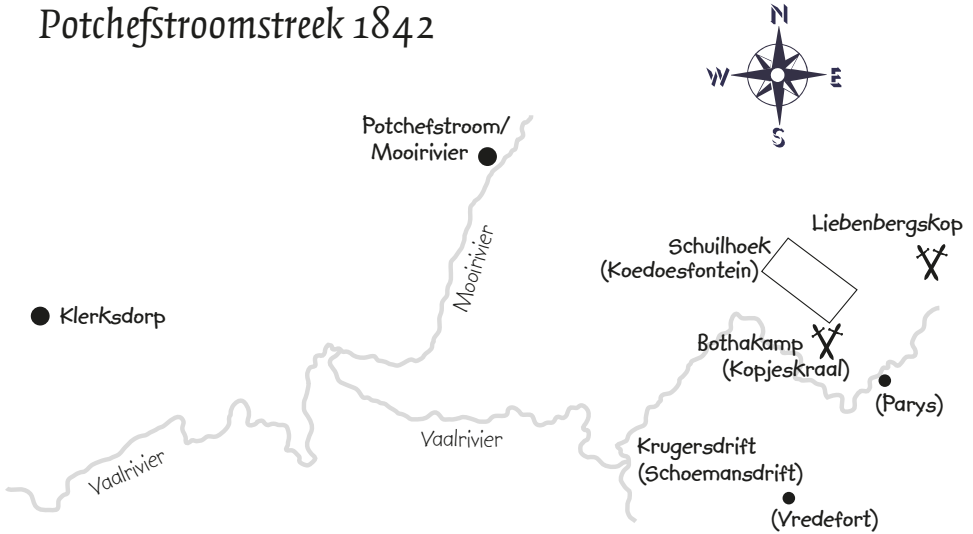 Potchefstroomstreek 1842
N
W
E
S
Potchefstroom/
Mooirivier
Mooirivier
Liebenbergskop
Schuilhoek
(Koedoesfontein)
Klerksdorp
Bothakamp
(Kopjeskraal)
(Parys)
Vaalrivier
Vaalrivier
Krugersdrift
(Schoemansdrift)
(Vredefort)